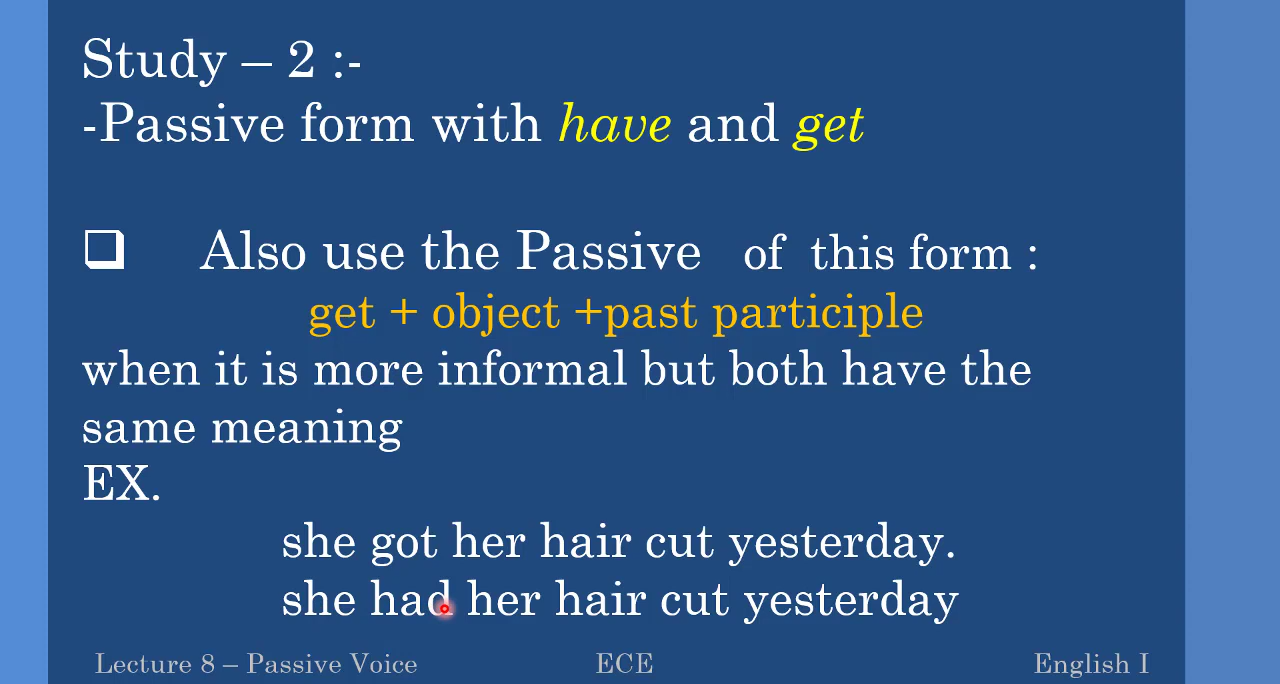 Study – 2 :-
-Passive form with have and get
Also use the Passive of this form :
get + object +past participle
when it is more informal but both have the
same meaning
EX.
she got her hair cut yesterday.
she had her hair cut yesterday
Lecture 8 – Passive Voice ECE English I